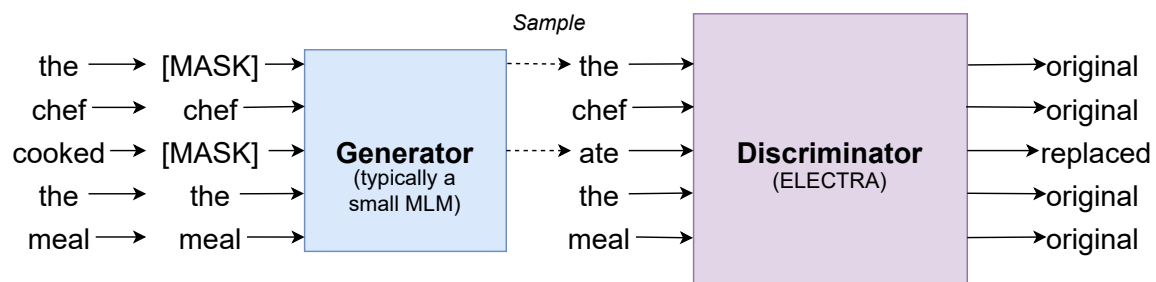 Sample
the [MASK] the original
chef chef chef original
cooked [MASK] ate replaced
the the the original
meal meal meal original
Generator
(typically a
small MLM)
Discriminator
(ELECTRA)